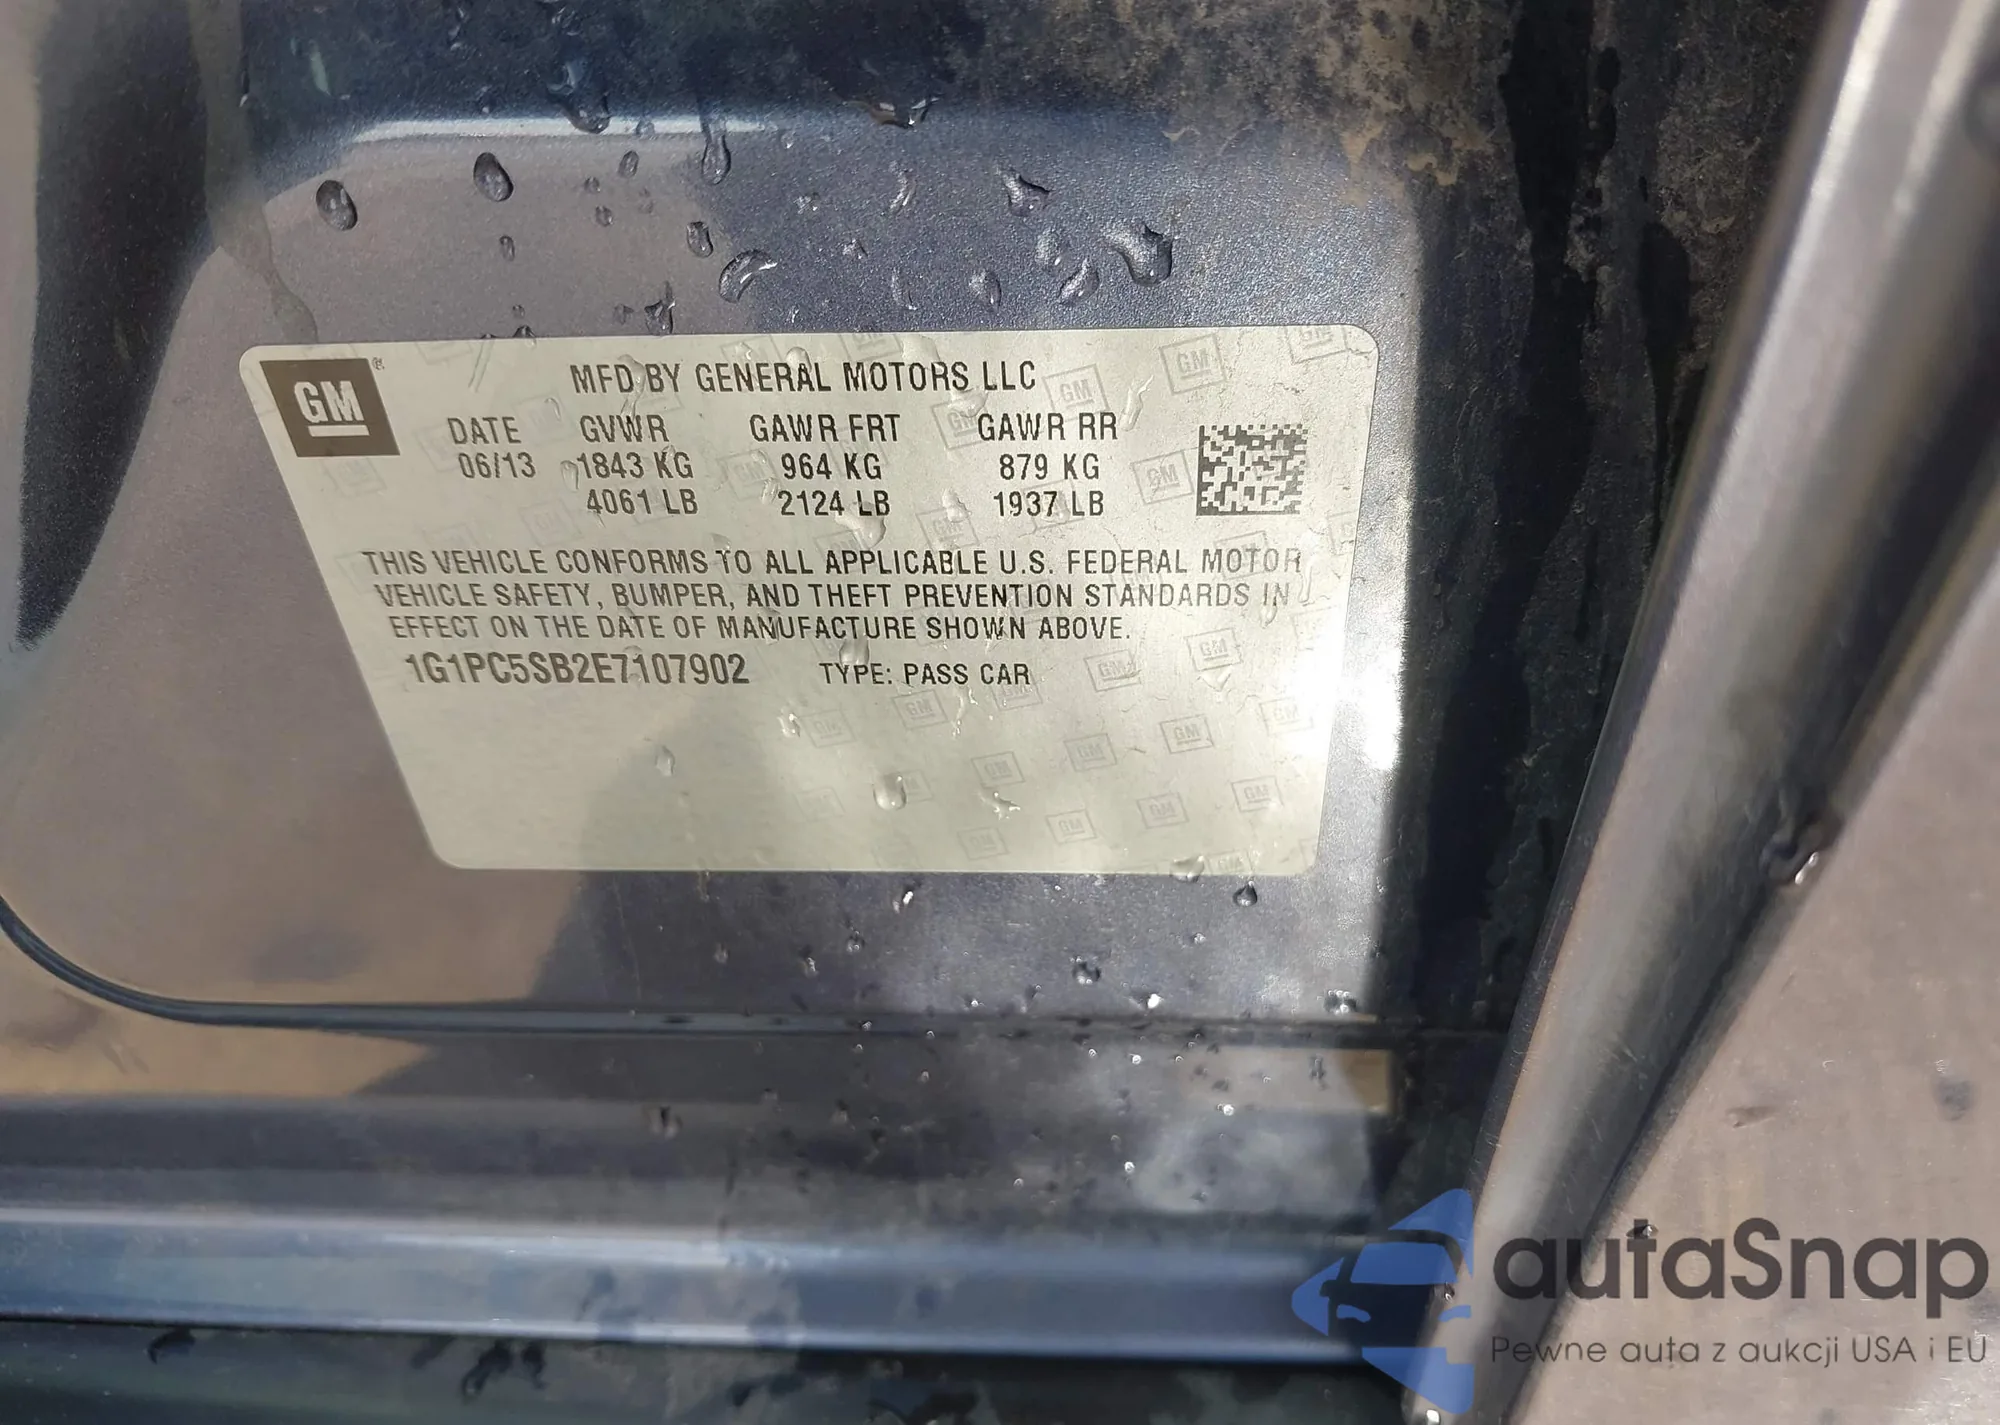 GM
MFD BY GENERAL MOTORS LLC
DATE GVWR GAWR FRT GAWR RR
06/13 1843 KG 964 KG 879 KG
4061 LB 2124 LB 1937 LB
THIS VEHICLE CONFORMS TO ALL APPLICABLE U.S. FEDERAL MOTOR
VEHICLE SAFETY, BUMPER, AND THEFT PREVENTION STANDARDS IN
EFFECT ON THE DATE OF MANUFACTURE SHOWN ABOVE.
1G1PC5SB2E7107902 TYPE: PASS CAR
autaSnap
Pewne auta z aukcji USA i EU